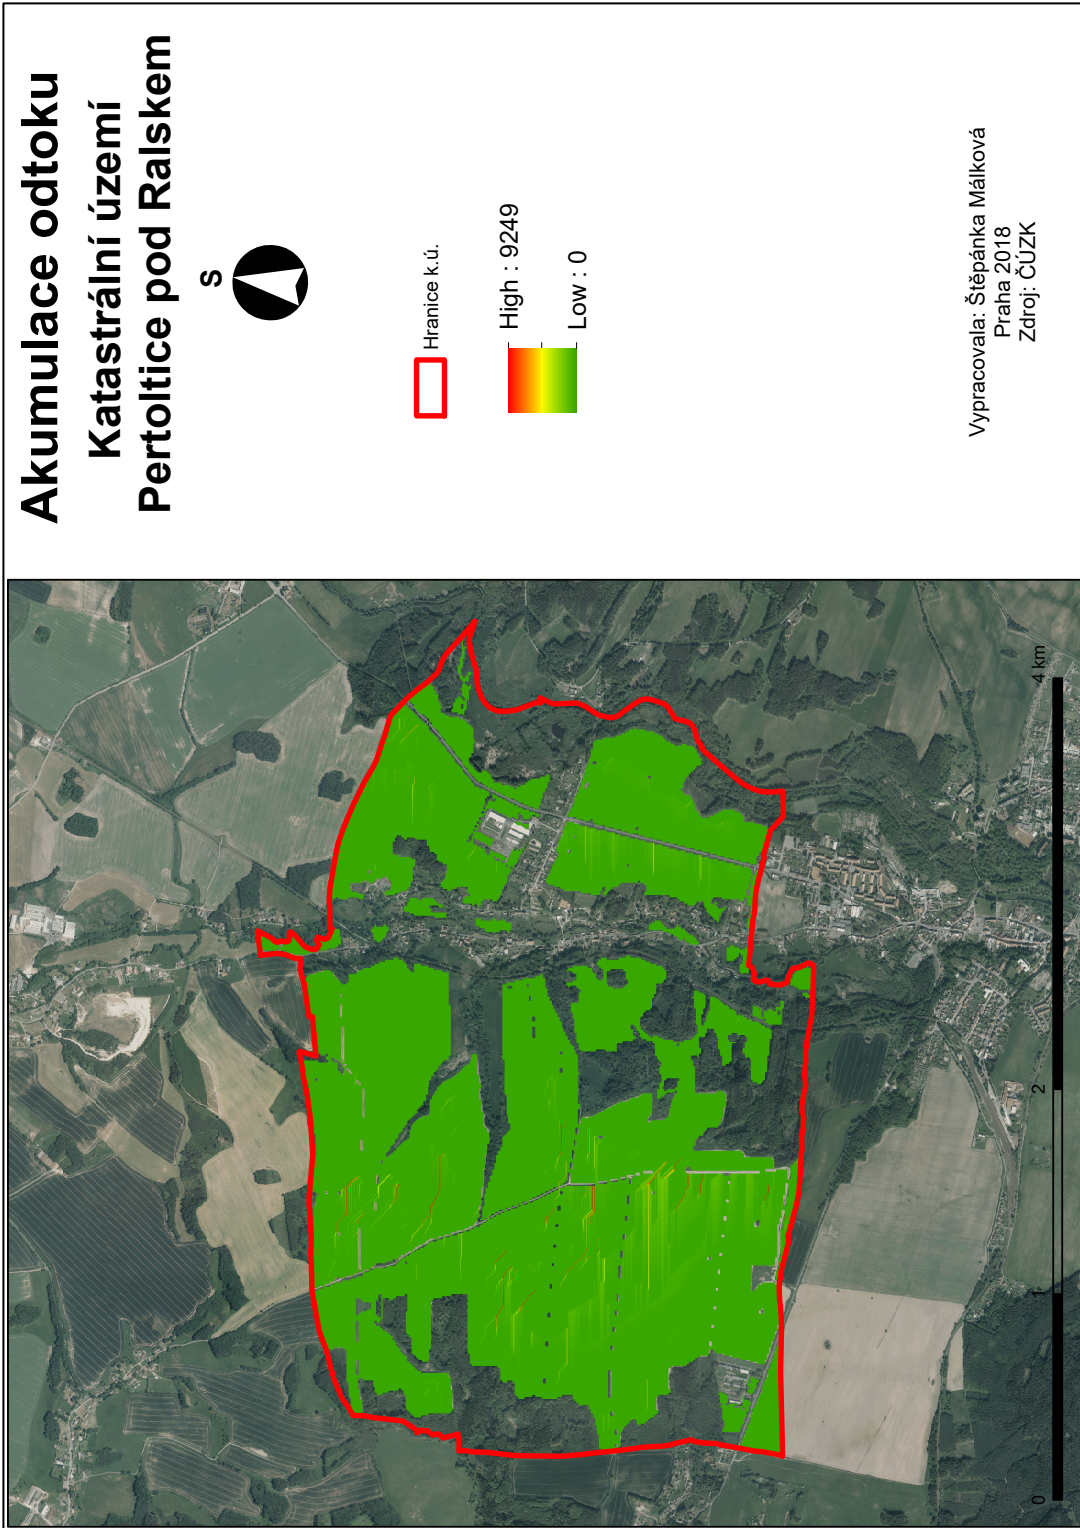 Akumulace odtoku
Katastrální území
Pertoltice pod Ralskem
S
Hranice k.ú.
High : 9249
Low : 0
Vypracovala: Štěpánka Málková
Praha 2018
Zdroj: ČÚZK
0 1 2 4 km